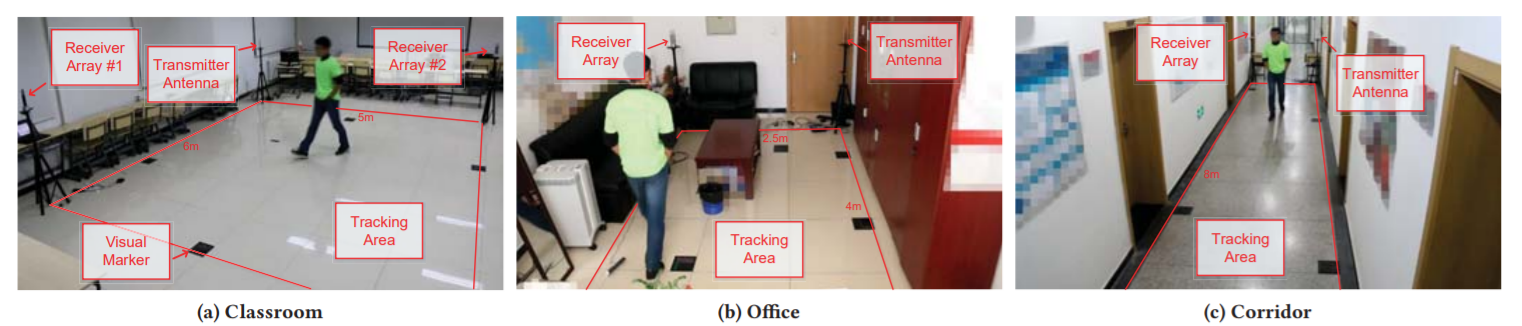 Receiver
Array #1
Transmitter
Antenna
Receiver
Array #2
5m
6m
Visual
Marker
Tracking
Area
(a) Classroom
Receiver
Array
Transmitter
Antenna
2.5m
4m
Tracking
Area
(b) Office
Receiver
Array
Transmitter
Antenna
8m
Tracking
Area
(c) Corridor